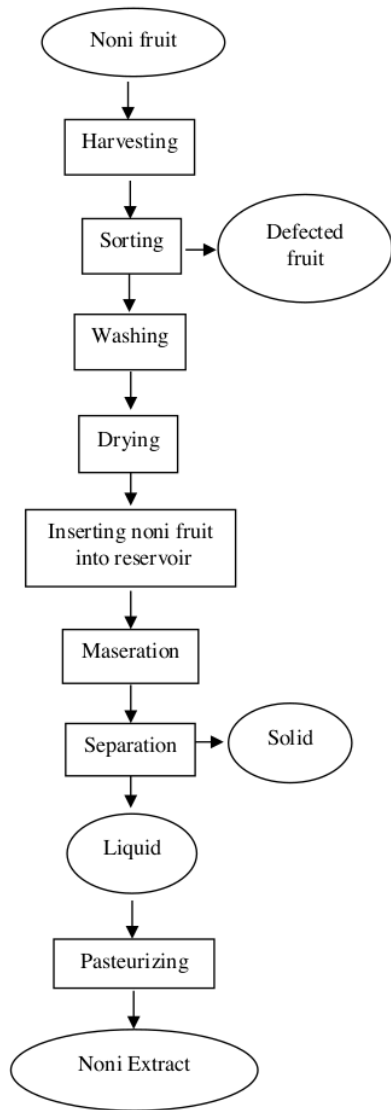 Noni fruit
Harvesting
Sorting
Defected
fruit
Washing
Drying
Inserting noni fruit
into reservoir
Maseration
Separation
Solid
Liquid
Pasteurizing
Noni Extract